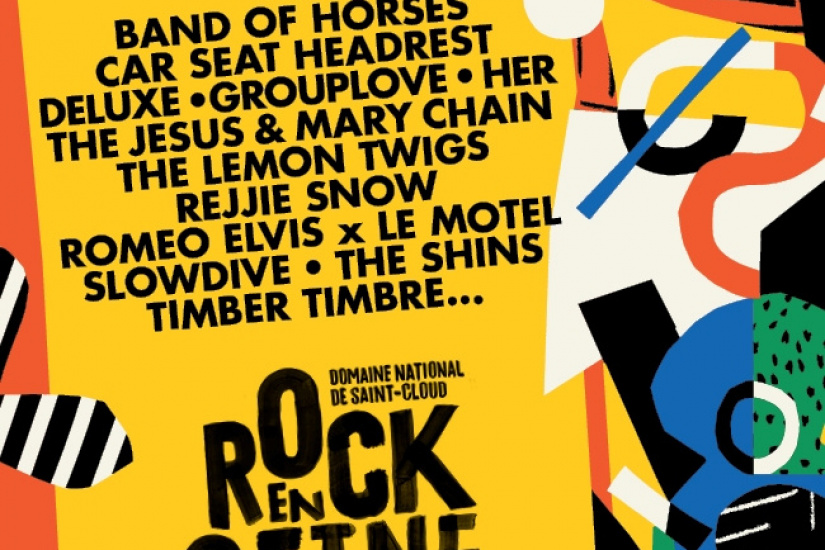 BAND OF HORSES
CAR SEAT HEADREST
DELUXE • GROUPLOVE • HER
THE JESUS & MARY CHAIN
THE LEMON TWIGS
REJJIE SNOW
ROMEO ELVIS x LE MOTEL
SLOWDIVE • THE SHINS
TIMBER TIMBRE...
DOMAINE NATIONAL
DE SAINT-CLOUD
ROCK
EN
SEINE